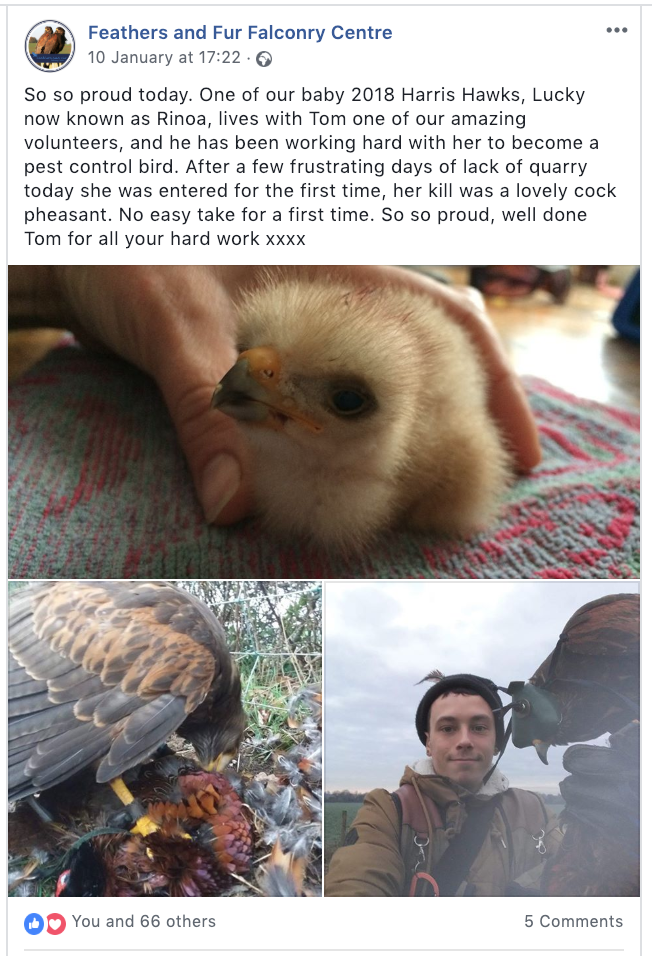 Feathers and Fur Falconry Centre
10 January at 17:22 ·
So so proud today. One of our baby 2018 Harris Hawks, Lucky
now known as Rinoa, lives with Tom one of our amazing
volunteers, and he has been working hard with her to become a
pest control bird. After a few frustrating days of lack of quarry
today she was entered for the first time, her kill was a lovely cock
pheasant. No easy take for a first time. So so proud, well done
Tom for all your hard work xxxx
You and 66 others
5 Comments